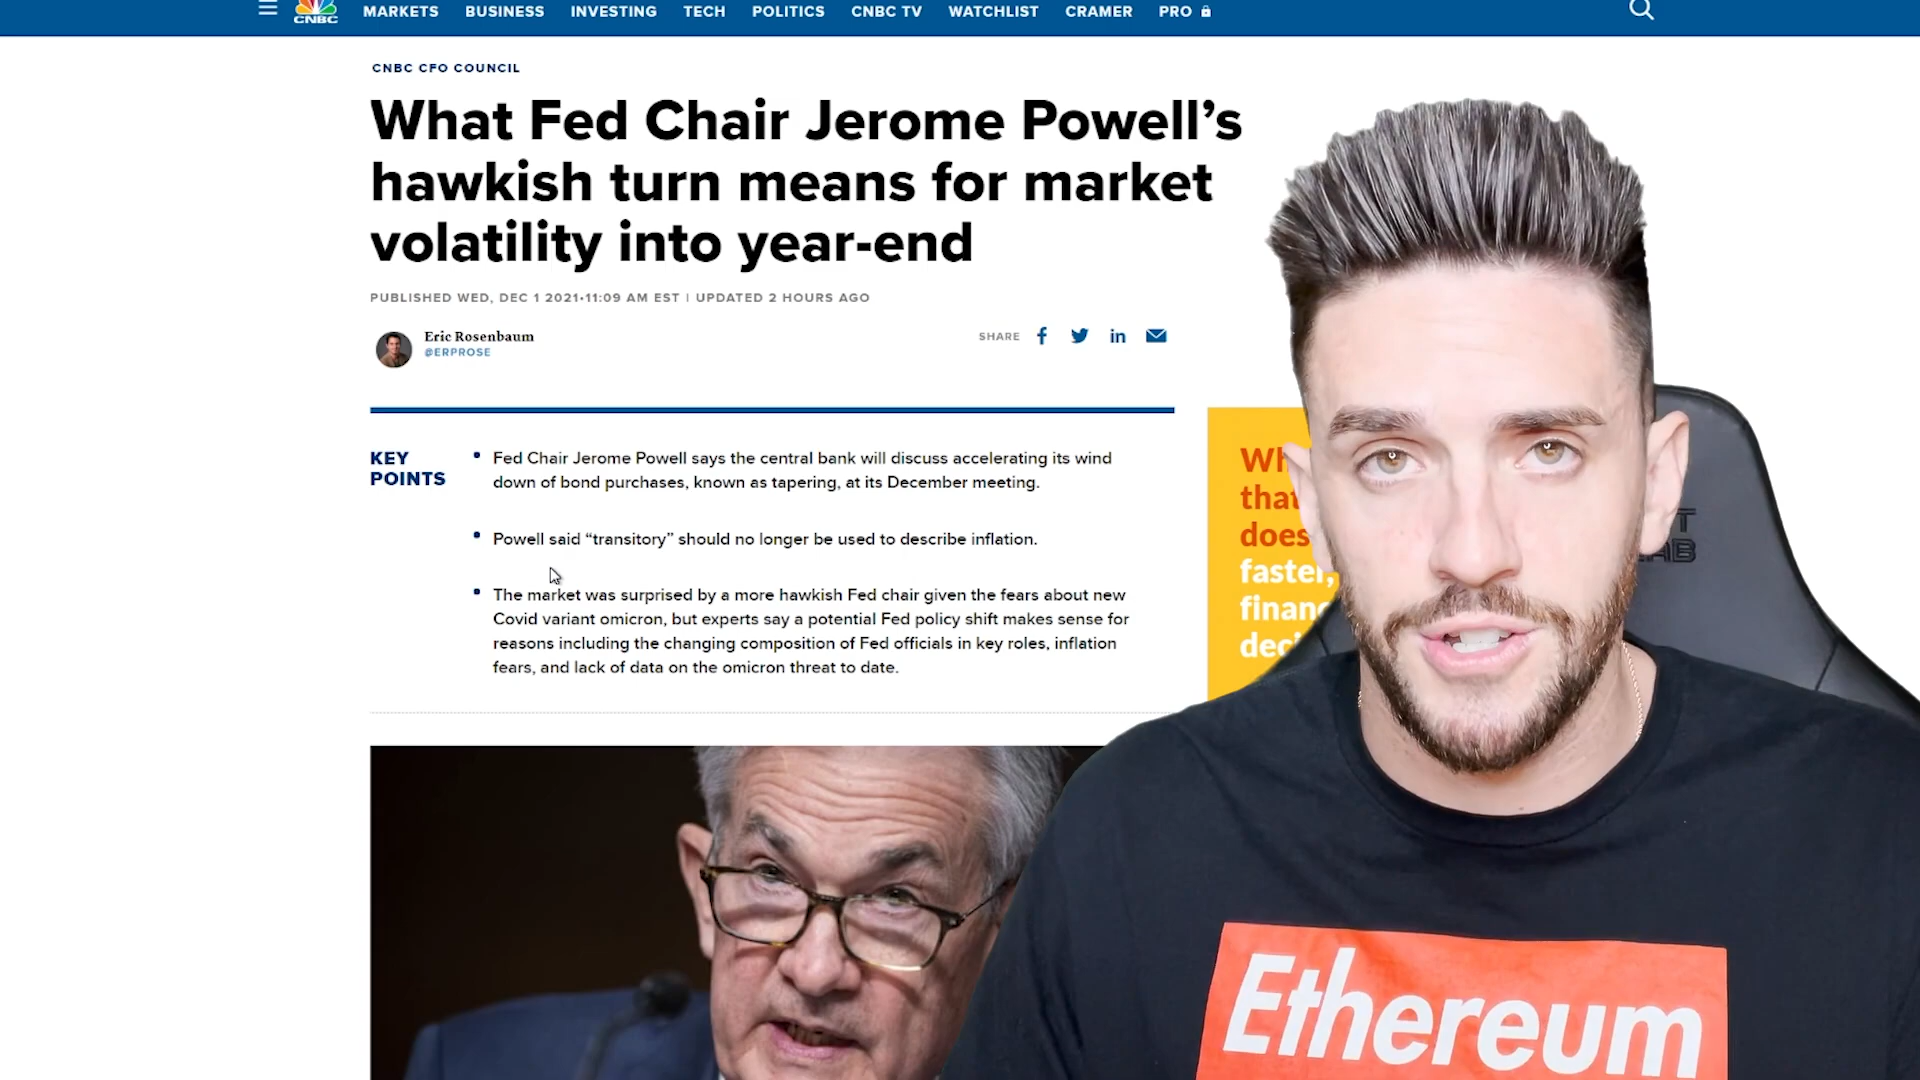 CNBC
MARKETS BUSINESS INVESTING TECH POLITICS CNBC TV WATCHLIST CRAMER PRO
CNBC CFO COUNCIL
What Fed Chair Jerome Powell’s
hawkish turn means for market
volatility into year-end
PUBLISHED WED, DEC 1 2021•11:09 AM EST | UPDATED 2 HOURS AGO
Eric Rosenbaum
@ERPROSE
SHARE
KEY
POINTS
Fed Chair Jerome Powell says the central bank will discuss accelerating its wind
down of bond purchases, known as tapering, at its December meeting.
Powell said “transitory” should no longer be used to describe inflation.
The market was surprised by a more hawkish Fed chair given the fears about new
Covid variant omicron, but experts say a potential Fed policy shift makes sense for
reasons including the changing composition of Fed officials in key roles, inflation
fears, and lack of data on the omicron threat to date.
that
does
faster,
Ethereum